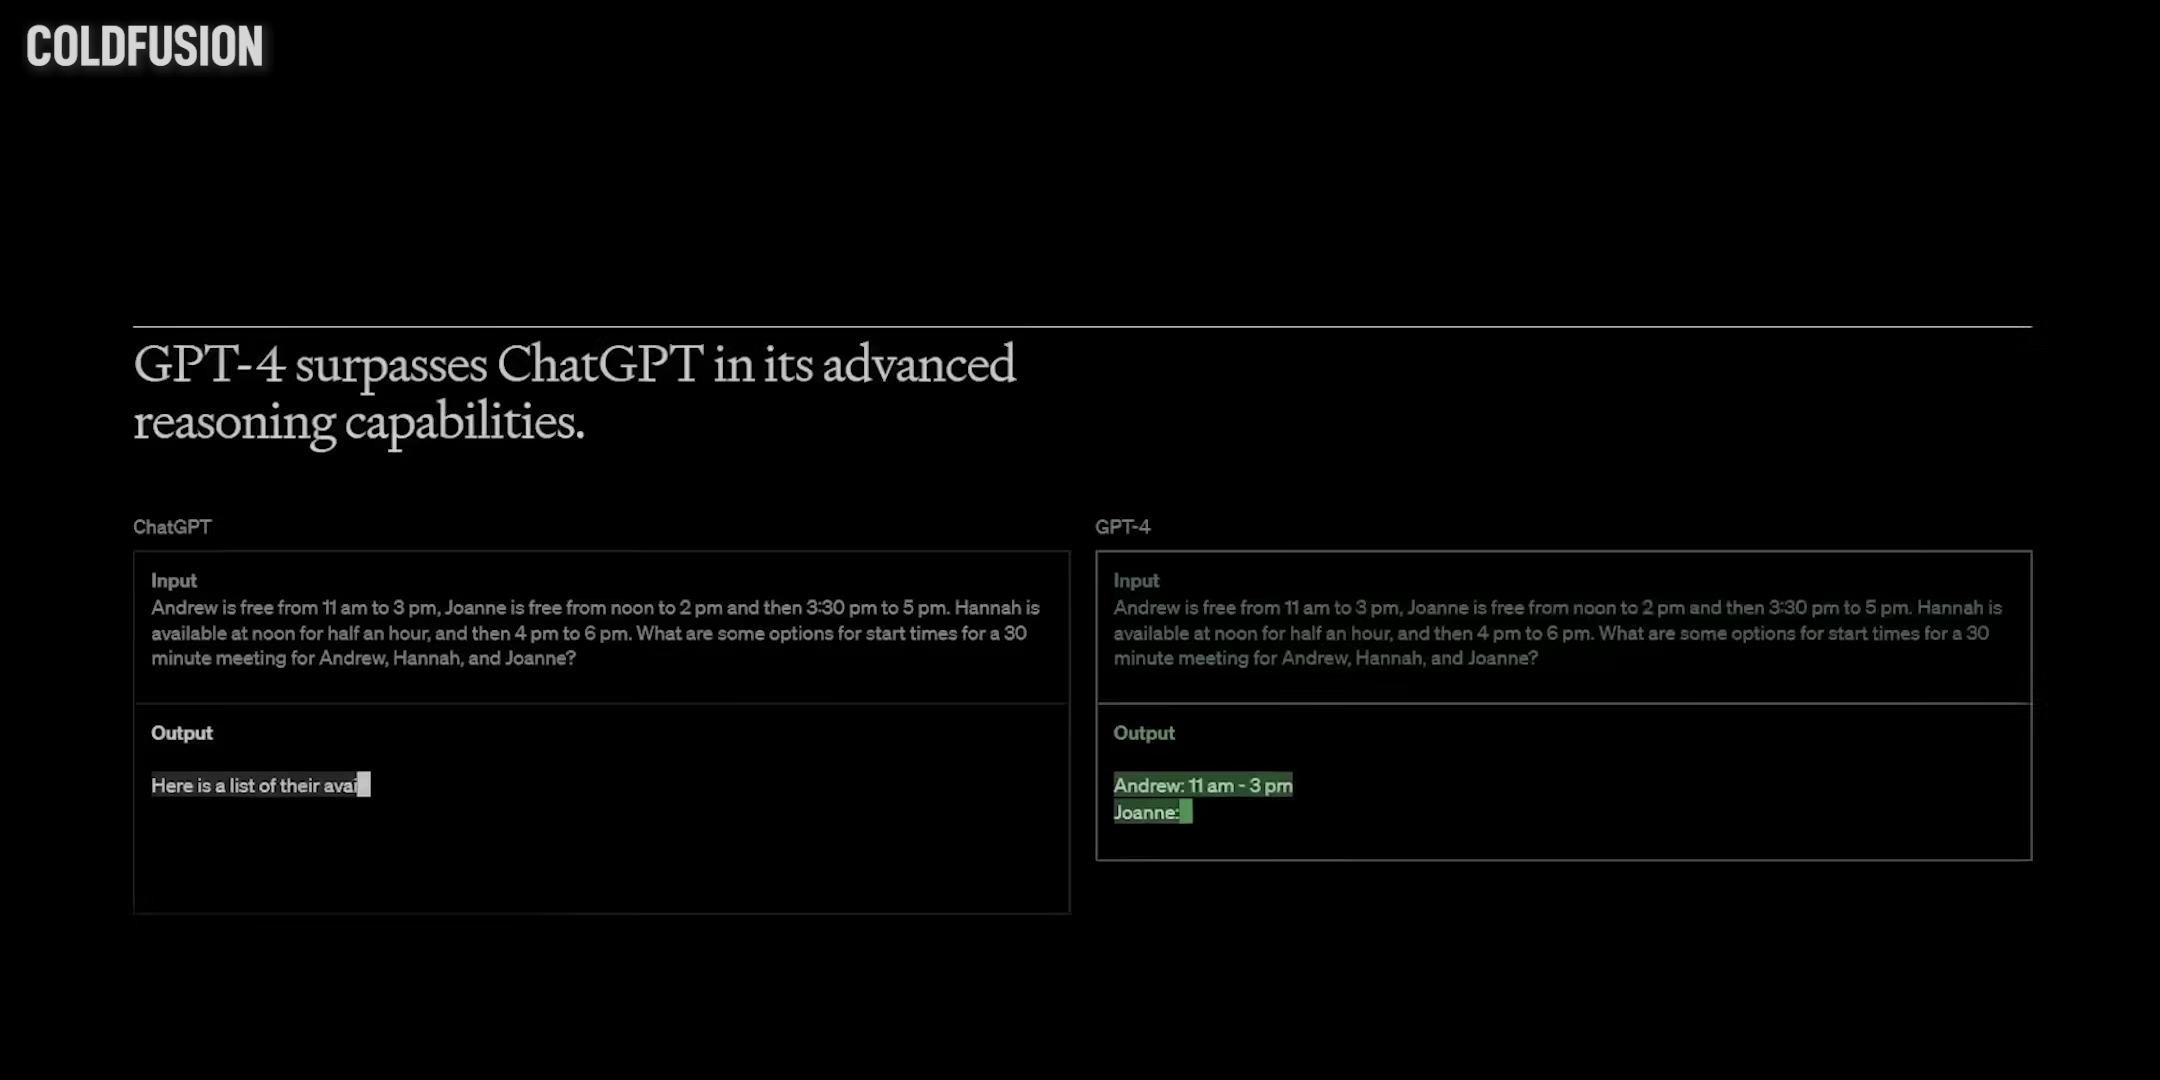 COLDFUSION
GPT-4 surpasses ChatGPT in its advanced
reasoning capabilities.
ChatGPT
Input
Andrew is free from 11 am to 3 pm, Joanne is free from noon to 2 pm and then 3:30 pm to 5 pm. Hannah is
available at noon for half an hour, and then 4 pm to 6 pm. What are some options for start times for a 30
minute meeting for Andrew, Hannah, and Joanne?
Output
Here is a list of their avai
GPT-4
Input
Andrew is free from 11 am to 3 pm, Joanne is free from noon to 2 pm and then 3:30 pm to 5 pm. Hannah is
available at noon for half an hour, and then 4 pm to 6 pm. What are some options for start times for a 30
minute meeting for Andrew, Hannah, and Joanne?
Output
Andrew: 11 am - 3 pm
Joanne: